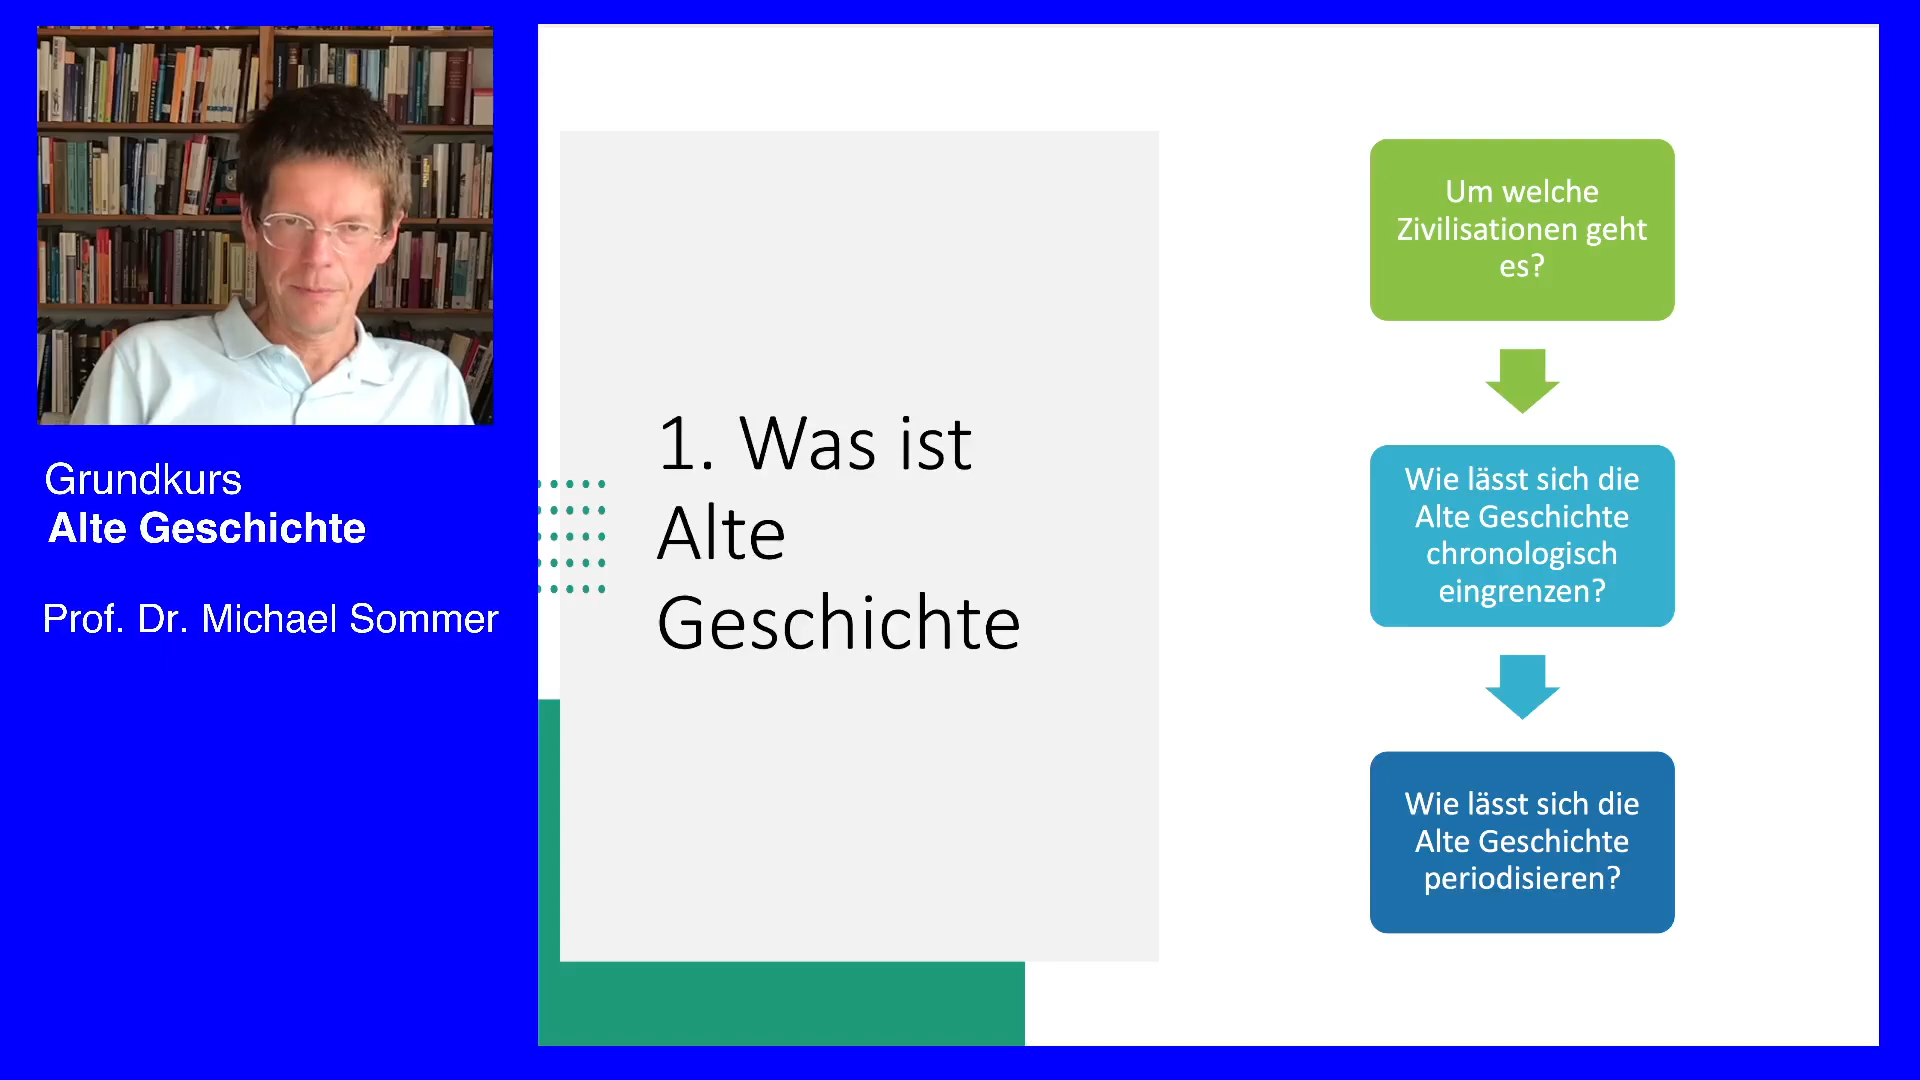 Grundkurs
Alte Geschichte
Prof. Dr. Michael Sommer
1. Was ist
Alte
Geschichte
Um welche
Zivilisationen geht
es?
Wie lässt sich die
Alte Geschichte
chronologisch
eingrenzen?
Wie lässt sich die
Alte Geschichte
periodisieren?